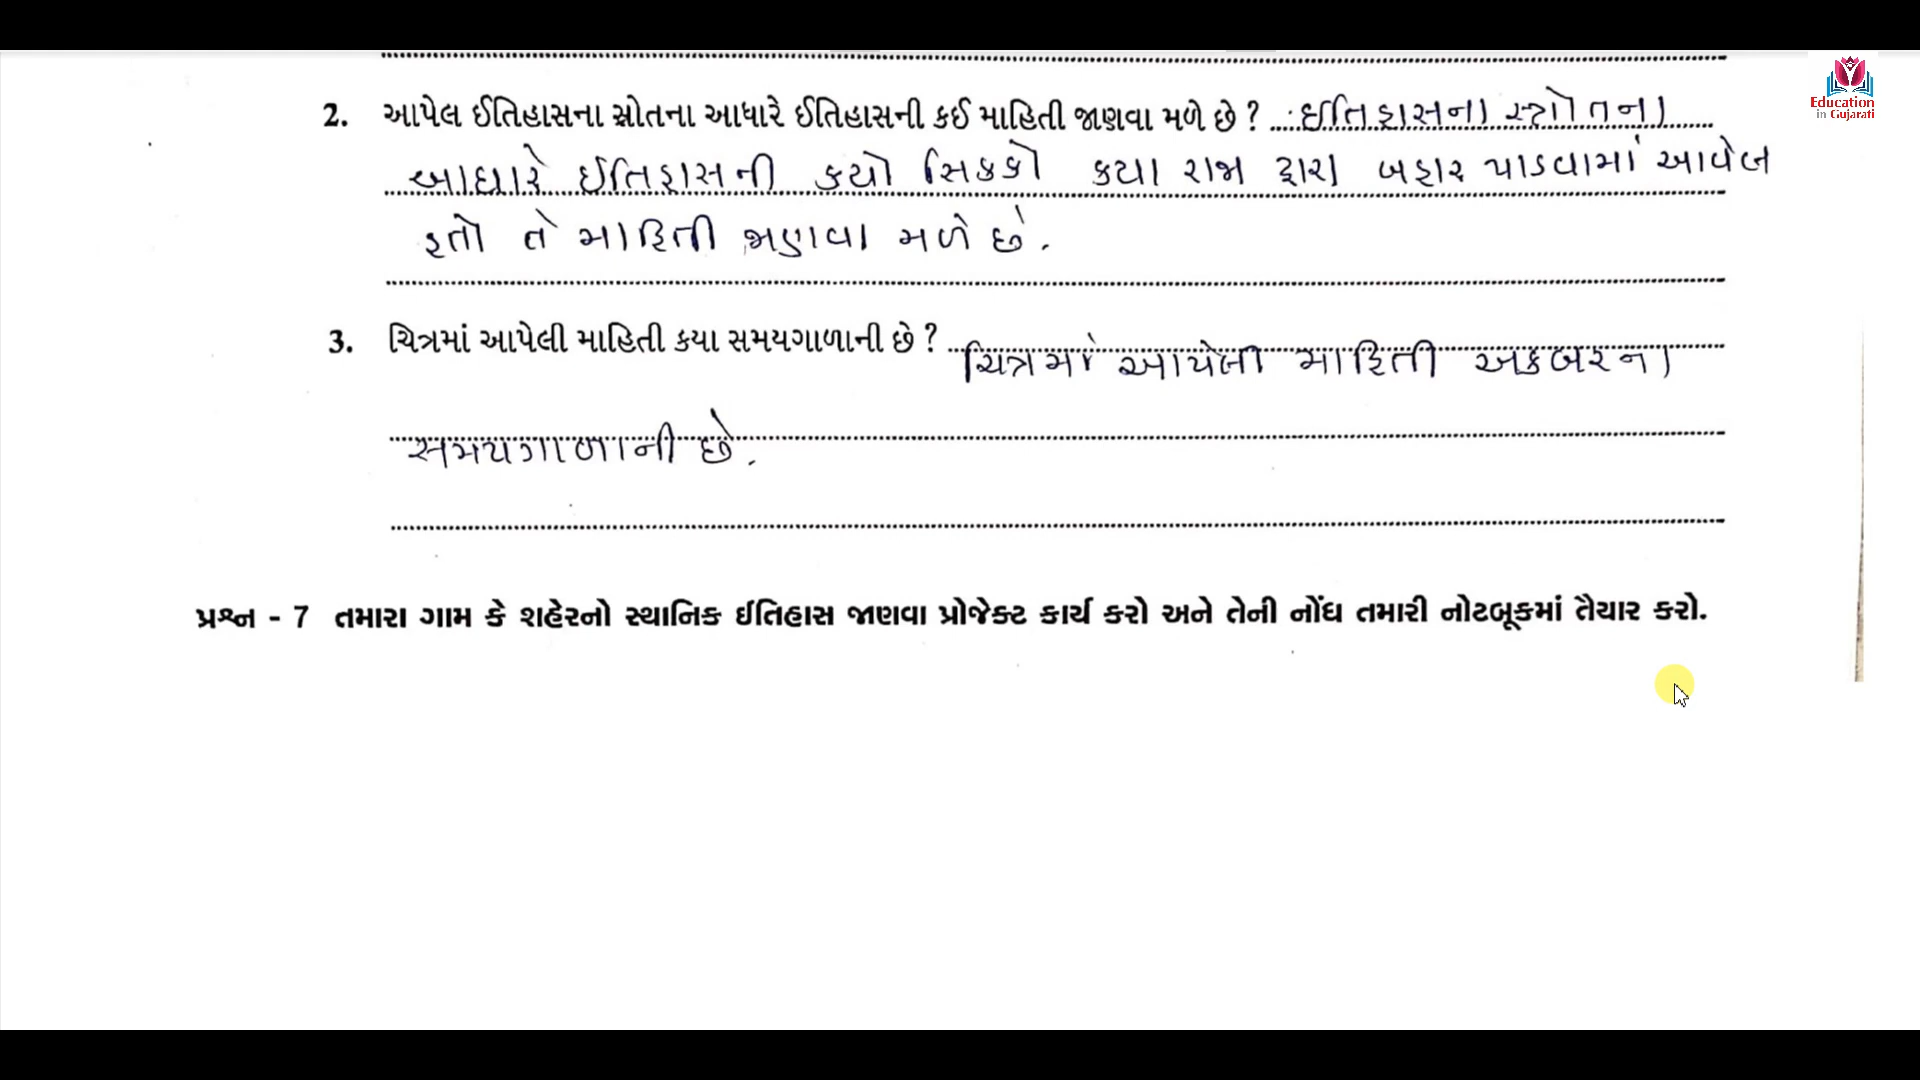 Education
in Gujarati
2. આપેલ ઈતિહાસના સ્રોતના આધારે ઈતિહાસની કઈ માહિતી જાણવા મળે છે ? ઈતિહાસના સ્ત્રોતના
આધારે ઈતિહાસની કયો સિક્કો કયા રાજા દ્વારા બહાર પાડવામાં આવેલ
હતો તે માહિતી જાણવા મળે છે.
3. ચિત્રમાં આપેલી માહિતી કયા સમયગાળાની છે ? ચિત્રમાં આપેલી માહિતી અકબરના
સમયગાળાની છે.
પ્રશ્ન - 7 તમારા ગામ કે શહેરનો સ્થાનિક ઈતિહાસ જાણવા પ્રોજેક્ટ કાર્ય કરો અને તેની નોંધ તમારી નોટબૂકમાં તૈયાર કરો.